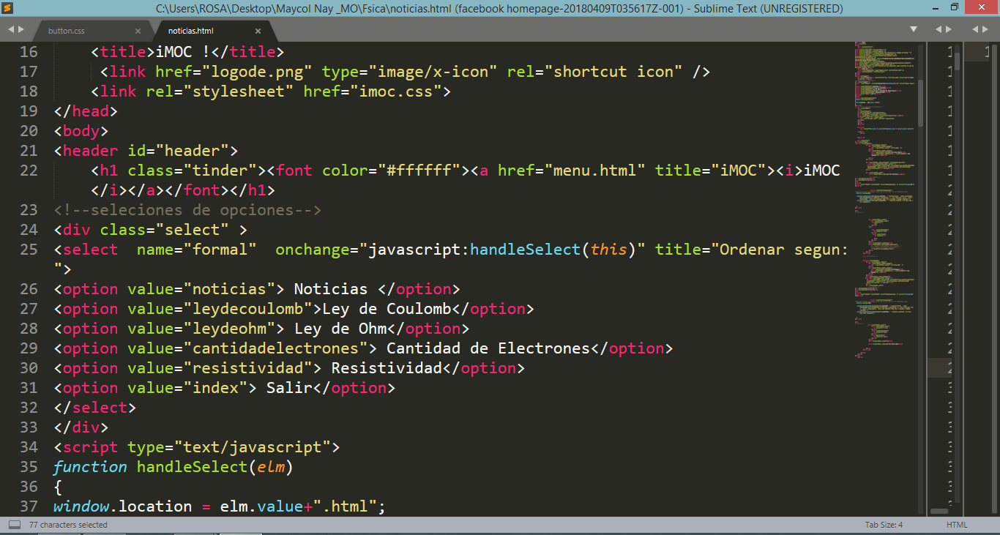 C:\Users\ROSA\Desktop\Maycol Nay _MO\Fsica\noticias.html (facebook homepage-20180409T035617Z-001) - Sublime Text (UNREGISTERED)
button.css × noticias.html ×
16 <title>iMOC !</title>
17 <link href="logode.png" type="image/x-icon" rel="shortcut icon" />
18 <link rel="stylesheet" href="imoc.css">
19 </head>
20 <body>
21 <header id="header">
22 <h1 class="tinder"><font color="#ffffff"><a href="menu.html" title="iMOC"><i>iMOC
</i></a></font></h1>
23 <!--seleciones de opciones-->
24 <div class="select" >
25 <select  name="formal"  onchange="javascript:handleSelect(this)" title="Ordenar segun:
">
26 <option value="noticias"> Noticias </option>
27 <option value="leydecoulomb">Ley de Coulomb</option>
28 <option value="leydeohm"> Ley de Ohm</option>
29 <option value="cantidadelectrones"> Cantidad de Electrones</option>
30 <option value="resistividad"> Resistividad</option>
31 <option value="index"> Salir</option>
32 </select>
33 </div>
34 <script type="text/javascript">
35 function handleSelect(elm)
36 {
37 window.location = elm.value+".html";
77 characters selected
Tab Size: 4
HTML